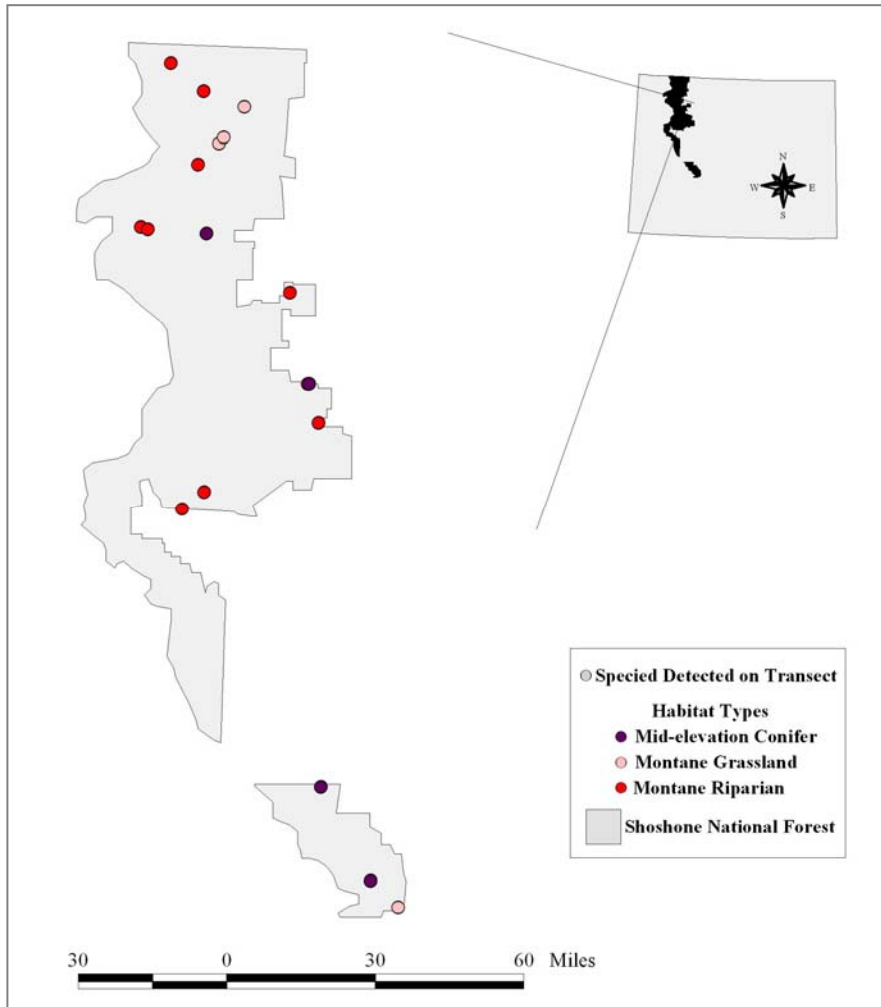 N
W E
S
Specied Detected on Transect
Habitat Types
Mid-elevation Conifer
Montane Grassland
Montane Riparian
Shoshone National Forest
30 0 30 60 Miles